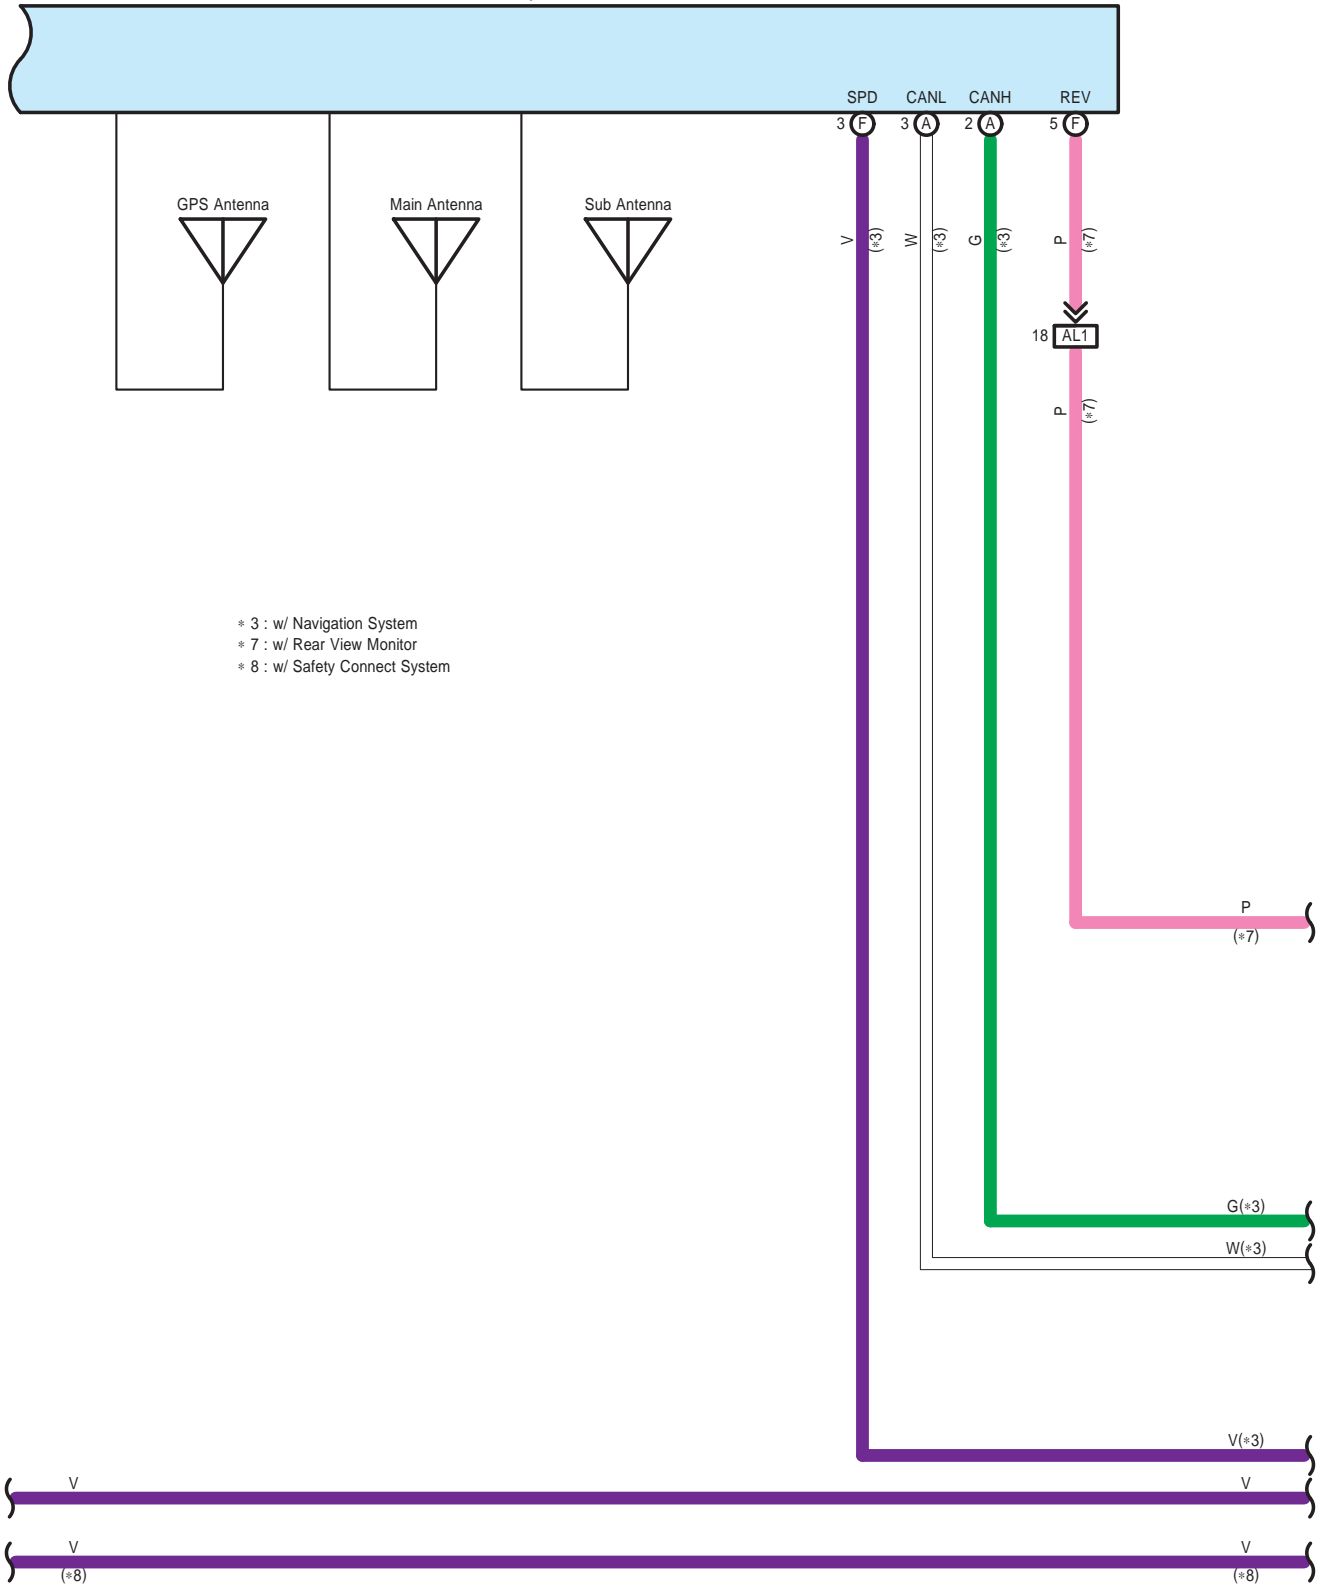 SPD CANL CANH REV
3 F 3 A 2 A 5 F
GPS Antenna Main Antenna Sub Antenna
V (*3) W (*3) G (*3) P (*7)
18 AL1
P (*7)
* 3 : w/ Navigation System
* 7 : w/ Rear View Monitor
* 8 : w/ Safety Connect System
P
(*7)
G(*3)
W(*3)
V(*3)
V V
V V
(*8) (*8)